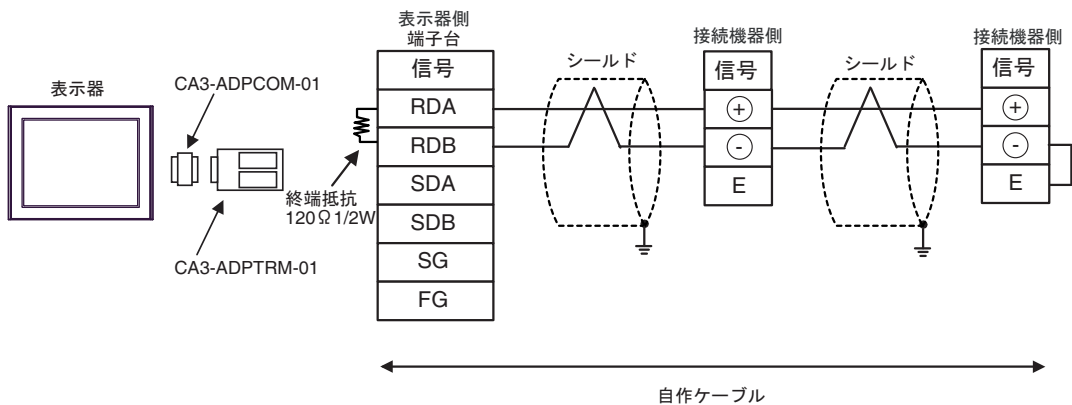 表示器
CA3-ADPCOM-01
CA3-ADPTRM-01
終端抵抗
120Ω1/2W
表示器側
端子台
信号
RDA
RDB
SDA
SDB
SG
FG
シールド
接続機器側
信号
+
-
E
シールド
接続機器側
信号
+
-
E
自作ケーブル